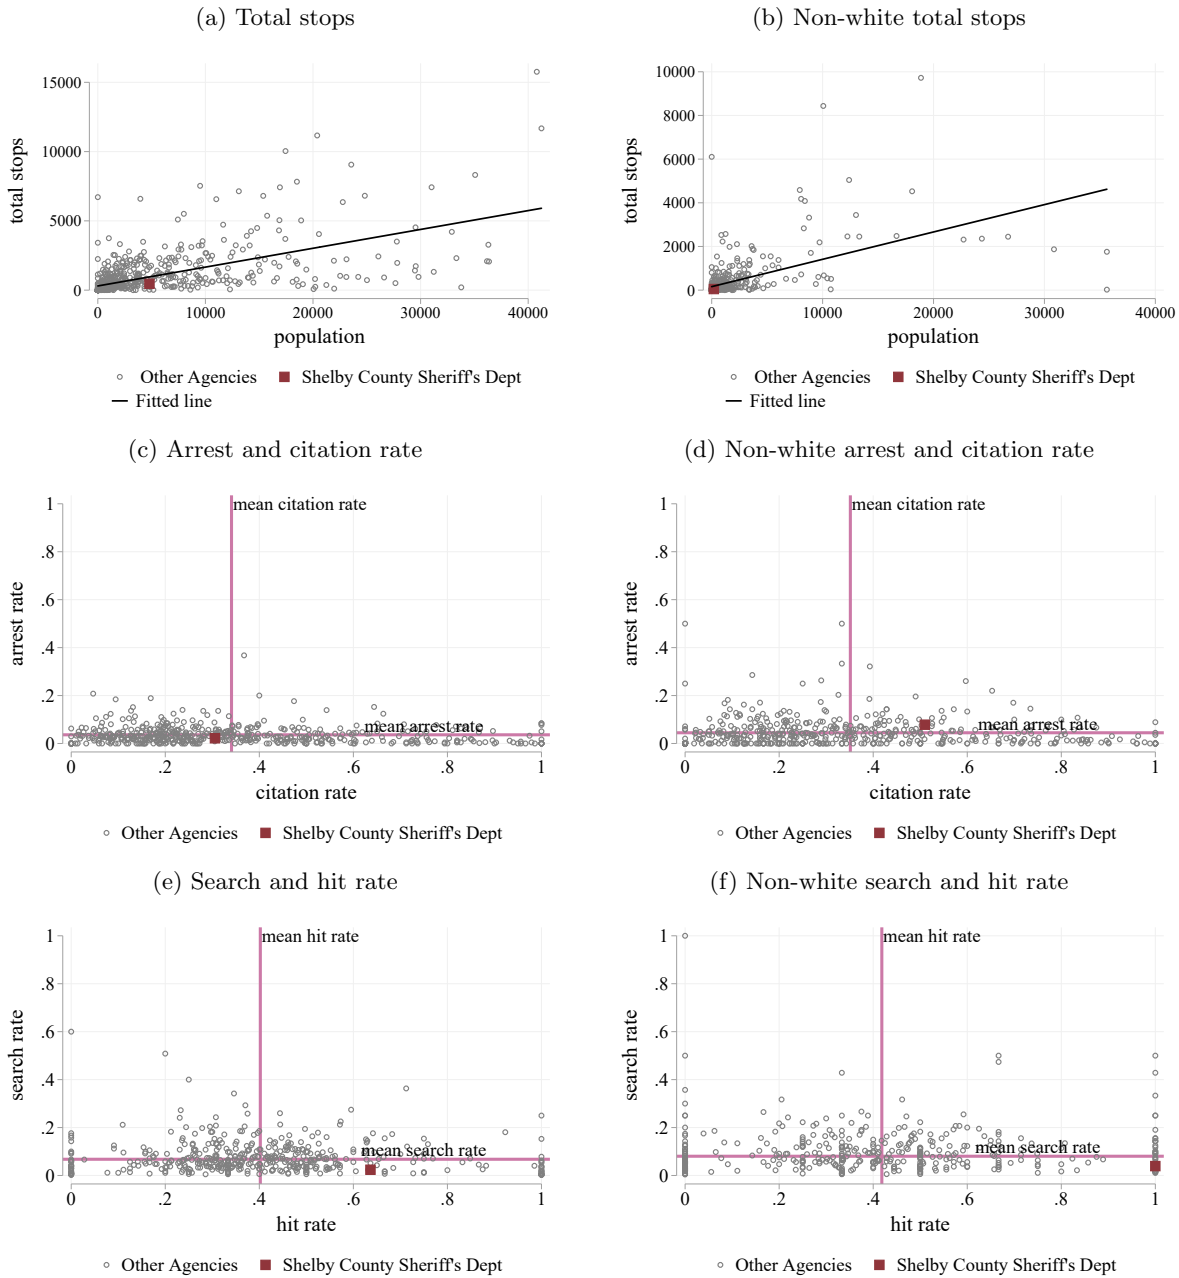 (a) Total stops
15000
10000
5000
0
total stops
0 10000 20000 30000 40000
population
Other Agencies Shelby County Sheriff's Dept
Fitted line
(b) Non-white total stops
10000
8000
6000
4000
2000
0
total stops
0 10000 20000 30000 40000
population
Other Agencies Shelby County Sheriff's Dept
Fitted line
(c) Arrest and citation rate
1
.8
.6
.4
.2
0
arrest rate
mean citation rate
mean arrest rate
0 .2 .4 .6 .8 1
citation rate
Other Agencies Shelby County Sheriff's Dept
(d) Non-white arrest and citation rate
1
.8
.6
.4
.2
0
arrest rate
mean citation rate
mean arrest rate
0 .2 .4 .6 .8 1
citation rate
Other Agencies Shelby County Sheriff's Dept
(e) Search and hit rate
1
.8
.6
.4
.2
0
search rate
mean hit rate
mean search rate
0 .2 .4 .6 .8 1
hit rate
Other Agencies Shelby County Sheriff's Dept
(f) Non-white search and hit rate
1
.8
.6
.4
.2
0
search rate
mean hit rate
mean search rate
0 .2 .4 .6 .8 1
hit rate
Other Agencies Shelby County Sheriff's Dept